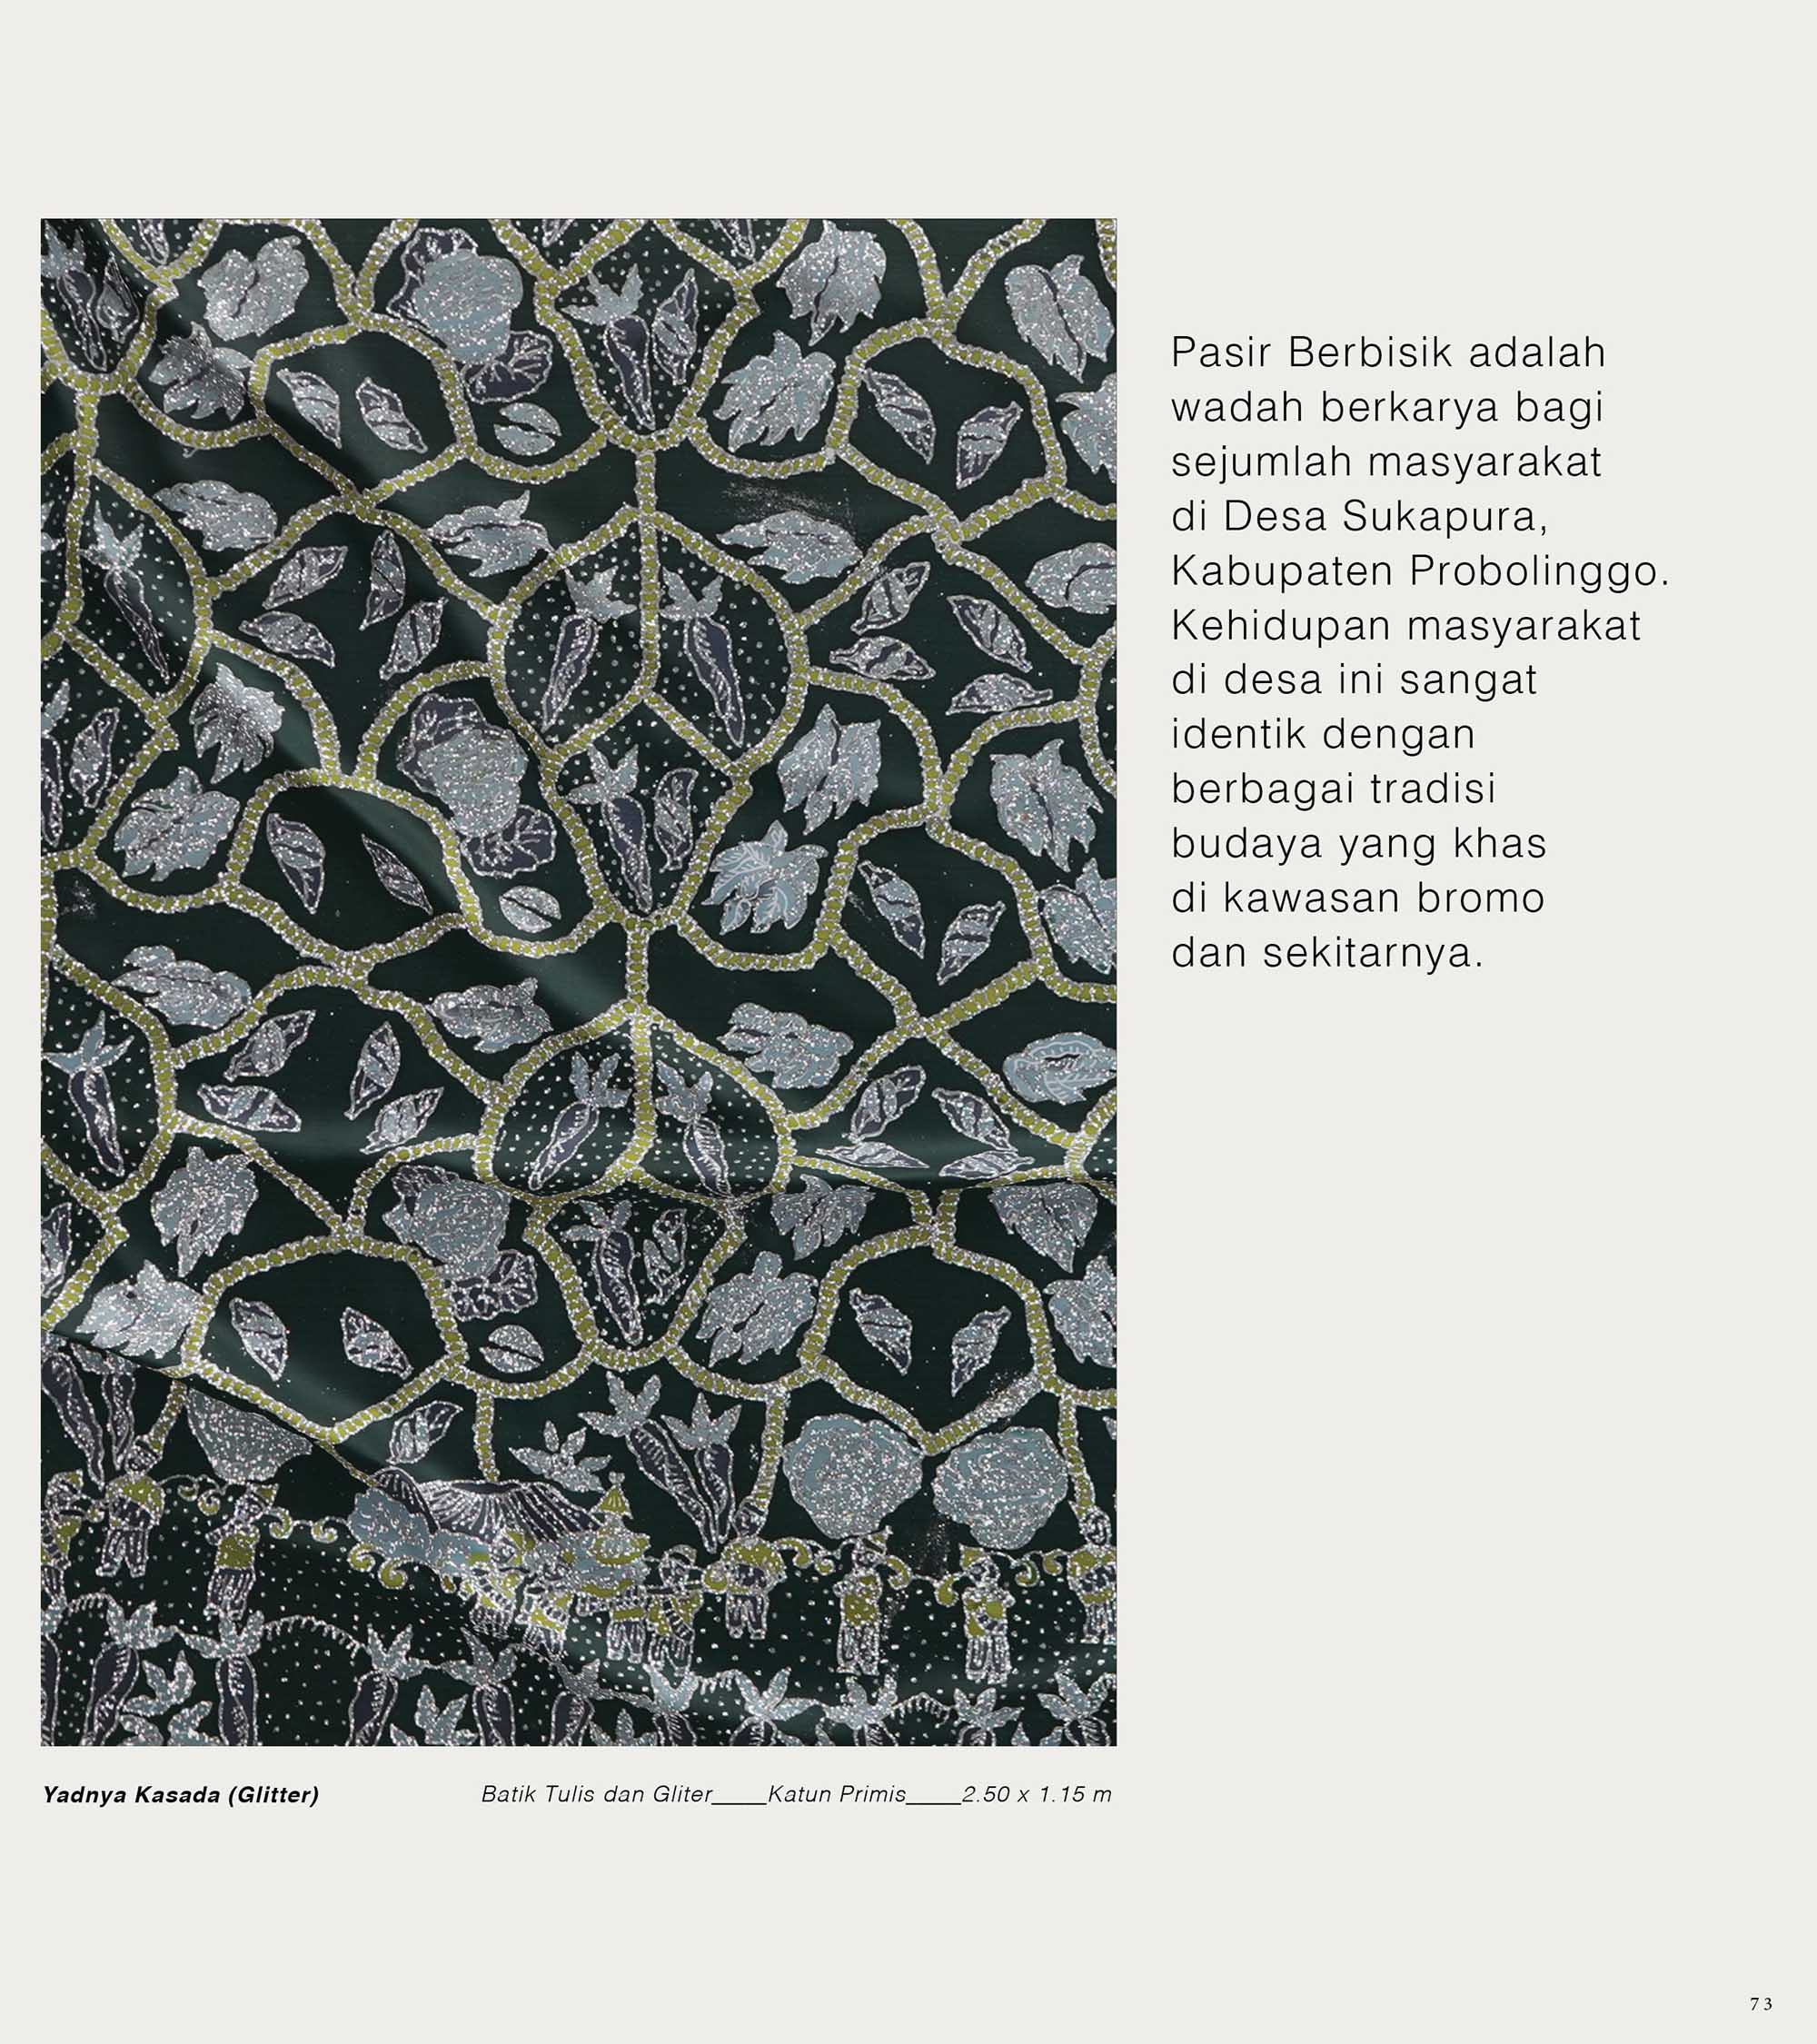 Pasir Berbisik adalah
wadah berkarya bagi
sejumlah masyarakat
di Desa Sukapura,
Kabupaten Probolinggo.
Kehidupan masyarakat
di desa ini sangat
identik dengan
berbagai tradisi
budaya yang khas
di kawasan bromo
dan sekitarnya.
Yadnya Kasada (Glitter)
Batik Tulis dan Gliter____Katun Primis____2.50 x 1.15 m
73